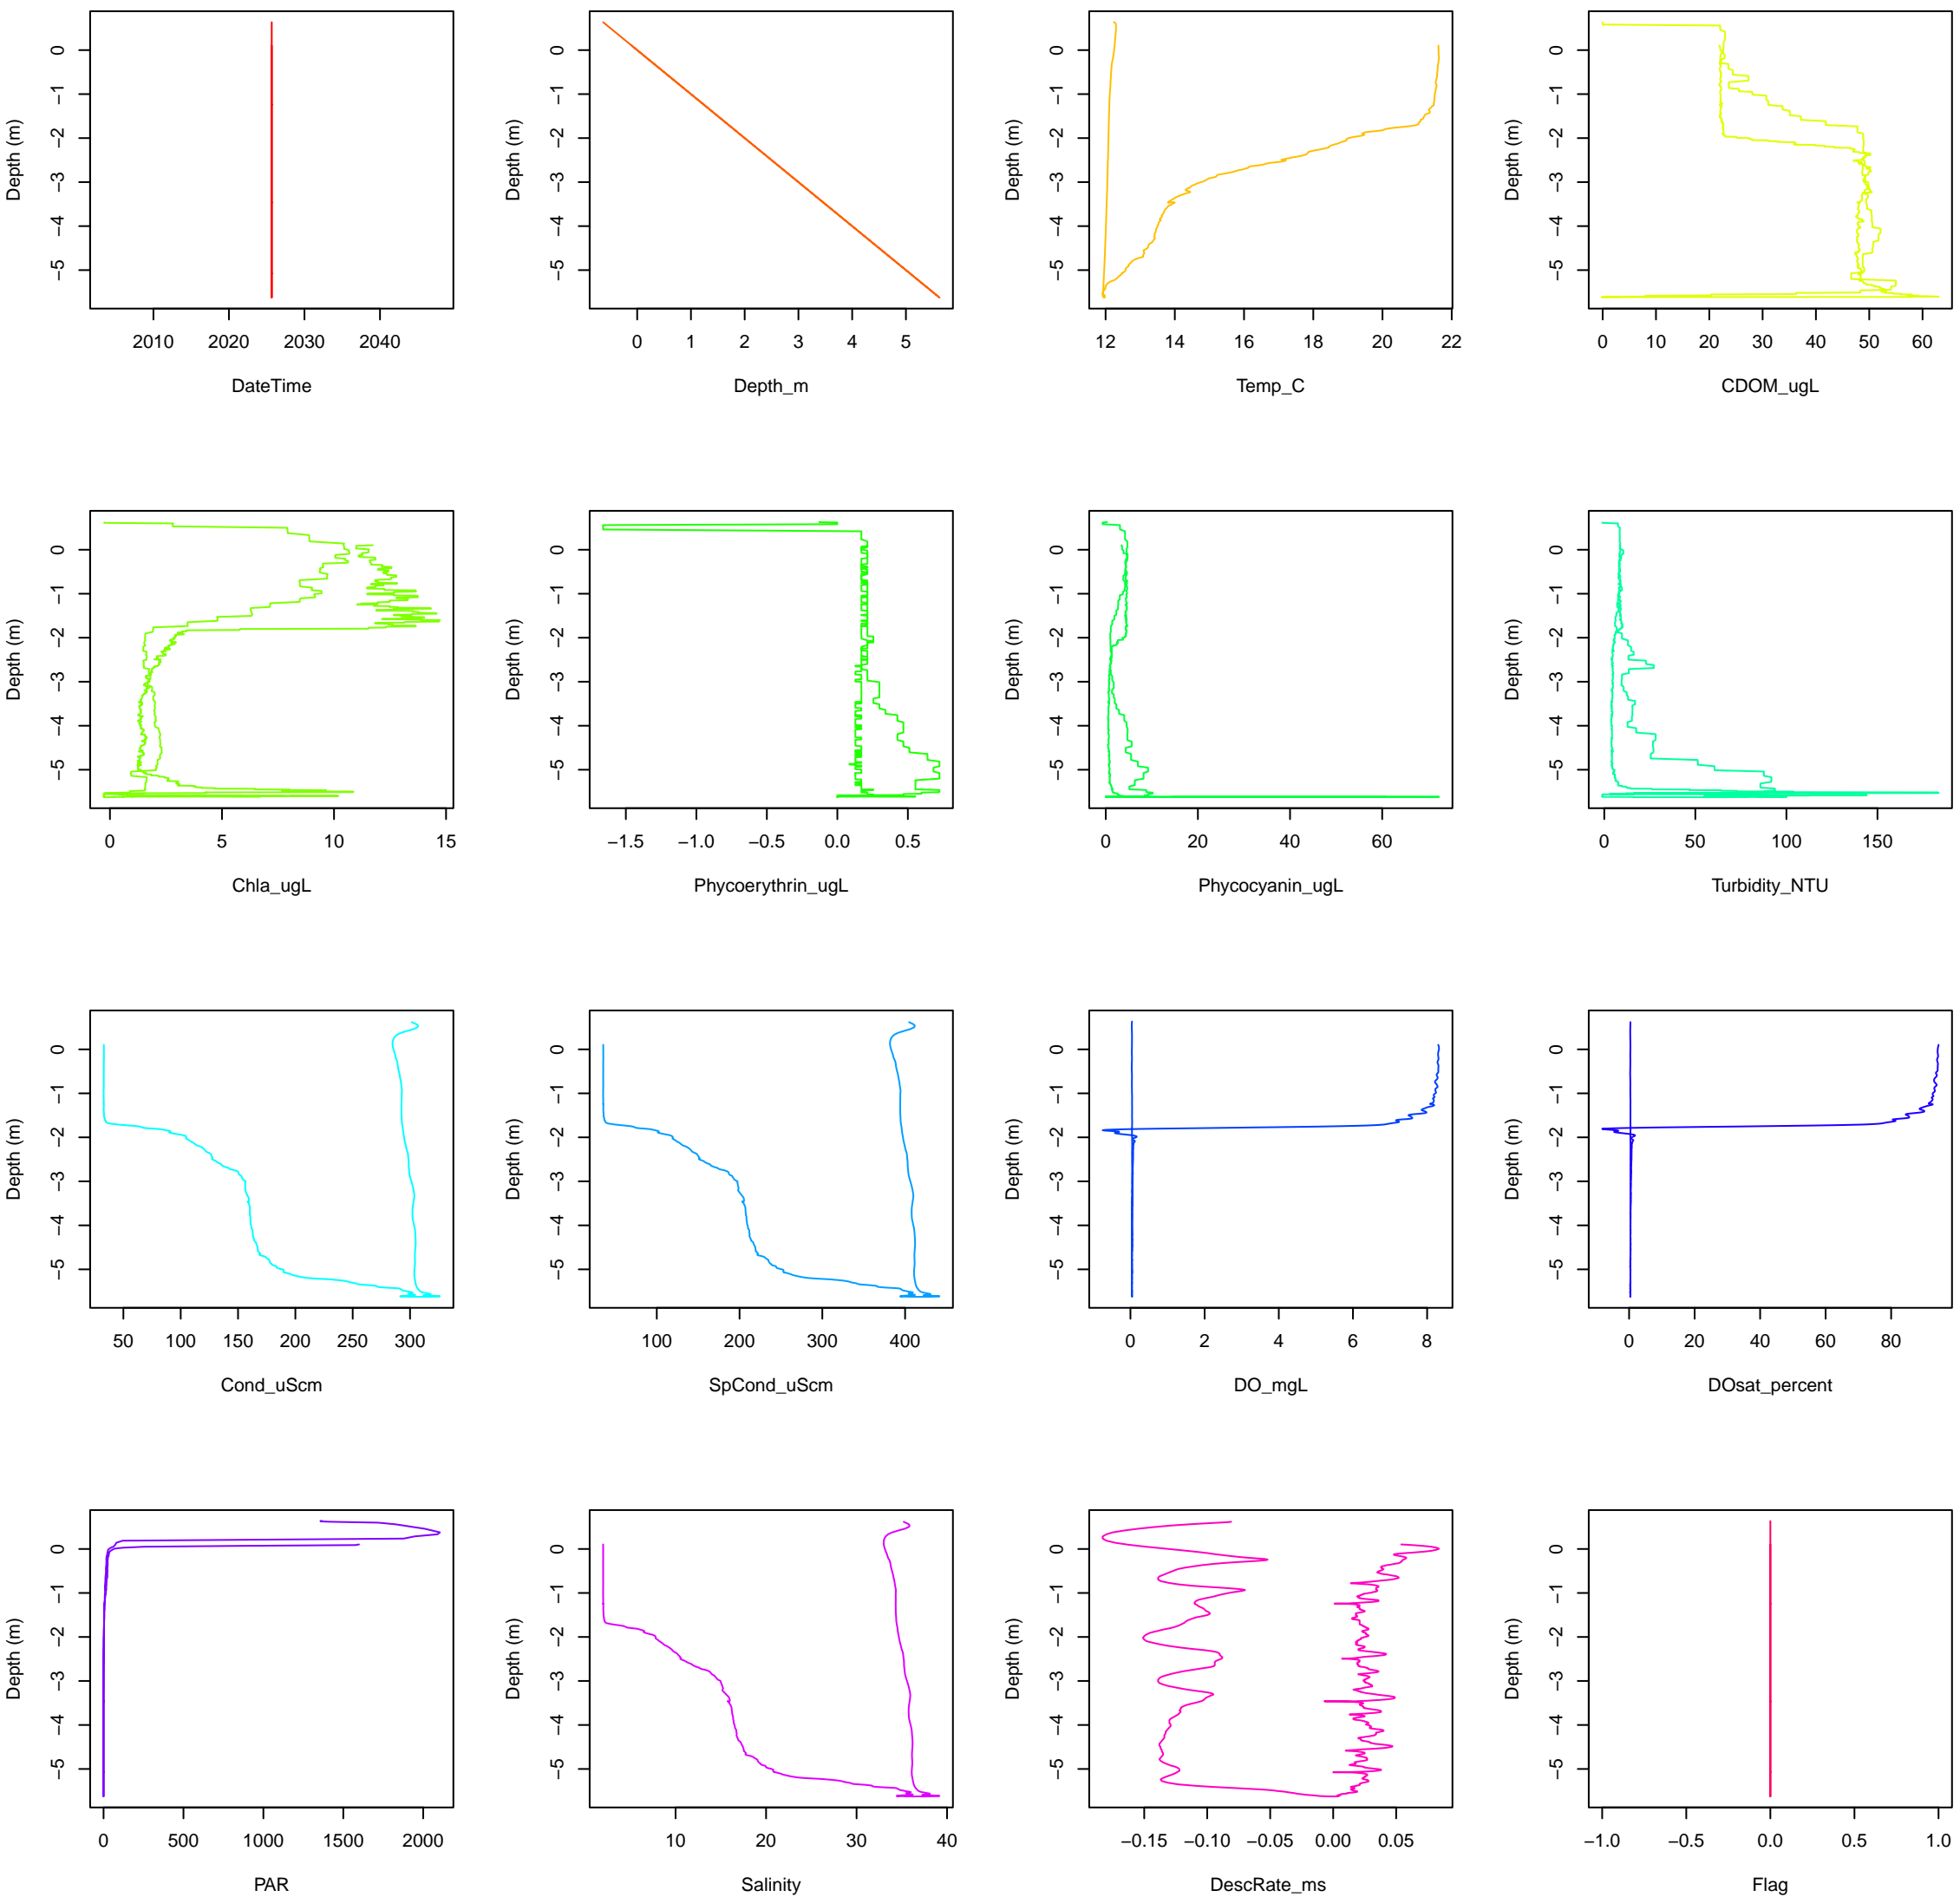 0 0 0 0
-1 -1 -1 -1
Depth (m) Depth (m) Depth (m) Depth (m)
-2 -2 -2 -2
-3 -3 -3 -3
-4 -4 -4 -4
-5 -5 -5 -5
2010 2020 2030 2040 0 1 2 3 4 5 12 14 16 18 20 22 0 10 20 30 40 50 60
DateTime Depth_m Temp_C CDOM_ugL
0 0 0 0
-1 -1 -1 -1
Depth (m) Depth (m) Depth (m) Depth (m)
-2 -2 -2 -2
-3 -3 -3 -3
-4 -4 -4 -4
-5 -5 -5 -5
0 5 10 15 -1.5 -1.0 -0.5 0.0 0.5 0 20 40 60 0 50 100 150
Chla_ugL Phycoerythrin_ugL Phycocyanin_ugL Turbidity_NTU
0 0 0 0
-1 -1 -1 -1
Depth (m) Depth (m) Depth (m) Depth (m)
-2 -2 -2 -2
-3 -3 -3 -3
-4 -4 -4 -4
-5 -5 -5 -5
50 100 150 200 250 300 100 200 300 400 0 2 4 6 8 0 20 40 60 80
Cond_uScm SpCond_uScm DO_mgL DOsat_percent
0 0 0 0
-1 -1 -1 -1
Depth (m) Depth (m) Depth (m) Depth (m)
-2 -2 -2 -2
-3 -3 -3 -3
-4 -4 -4 -4
-5 -5 -5 -5
0 500 1000 1500 2000 10 20 30 40 -0.15 -0.10 -0.05 0.00 0.05 -1.0 -0.5 0.0 0.5 1.0
PAR Salinity DescRate_ms Flag